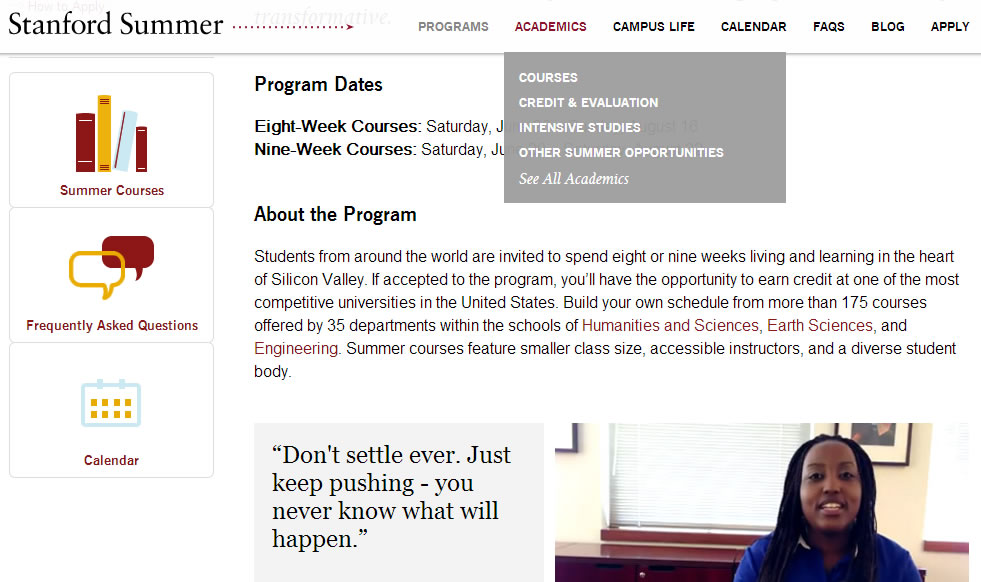 How to Apply
transformative.
Stanford Summer
PROGRAMS ACADEMICS CAMPUS LIFE CALENDAR FAQS BLOG APPLY
COURSES
CREDIT & EVALUATION
INTENSIVE STUDIES
OTHER SUMMER OPPORTUNITIES
See All Academics
Summer Courses
Frequently Asked Questions
Calendar
Program Dates
Eight-Week Courses: Saturday, August 16
Nine-Week Courses: Saturday,
About the Program
Students from around the world are invited to spend eight or nine weeks living and learning in the heart
of Silicon Valley. If accepted to the program, you’ll have the opportunity to earn credit at one of the most
competitive universities in the United States. Build your own schedule from more than 175 courses
offered by 35 departments within the schools of Humanities and Sciences, Earth Sciences, and
Engineering. Summer courses feature smaller class size, accessible instructors, and a diverse student
body.
“Don't settle ever. Just
keep pushing - you
never know what will
happen.”